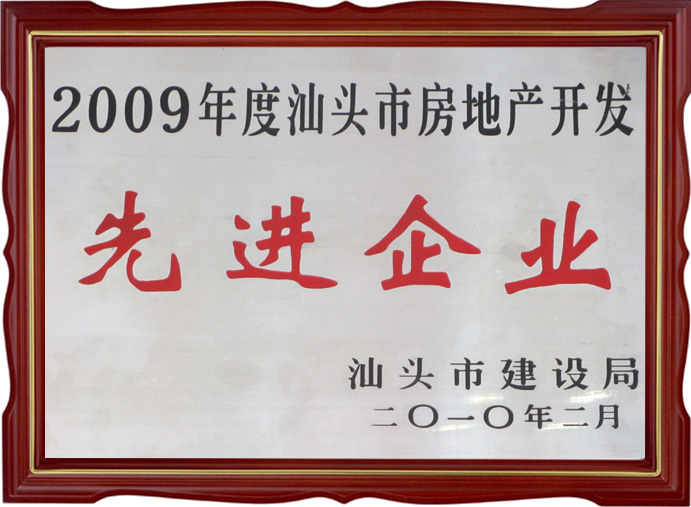 2009年度汕头市房地产开发
先进企业
汕头市建设局
二〇一〇年二月